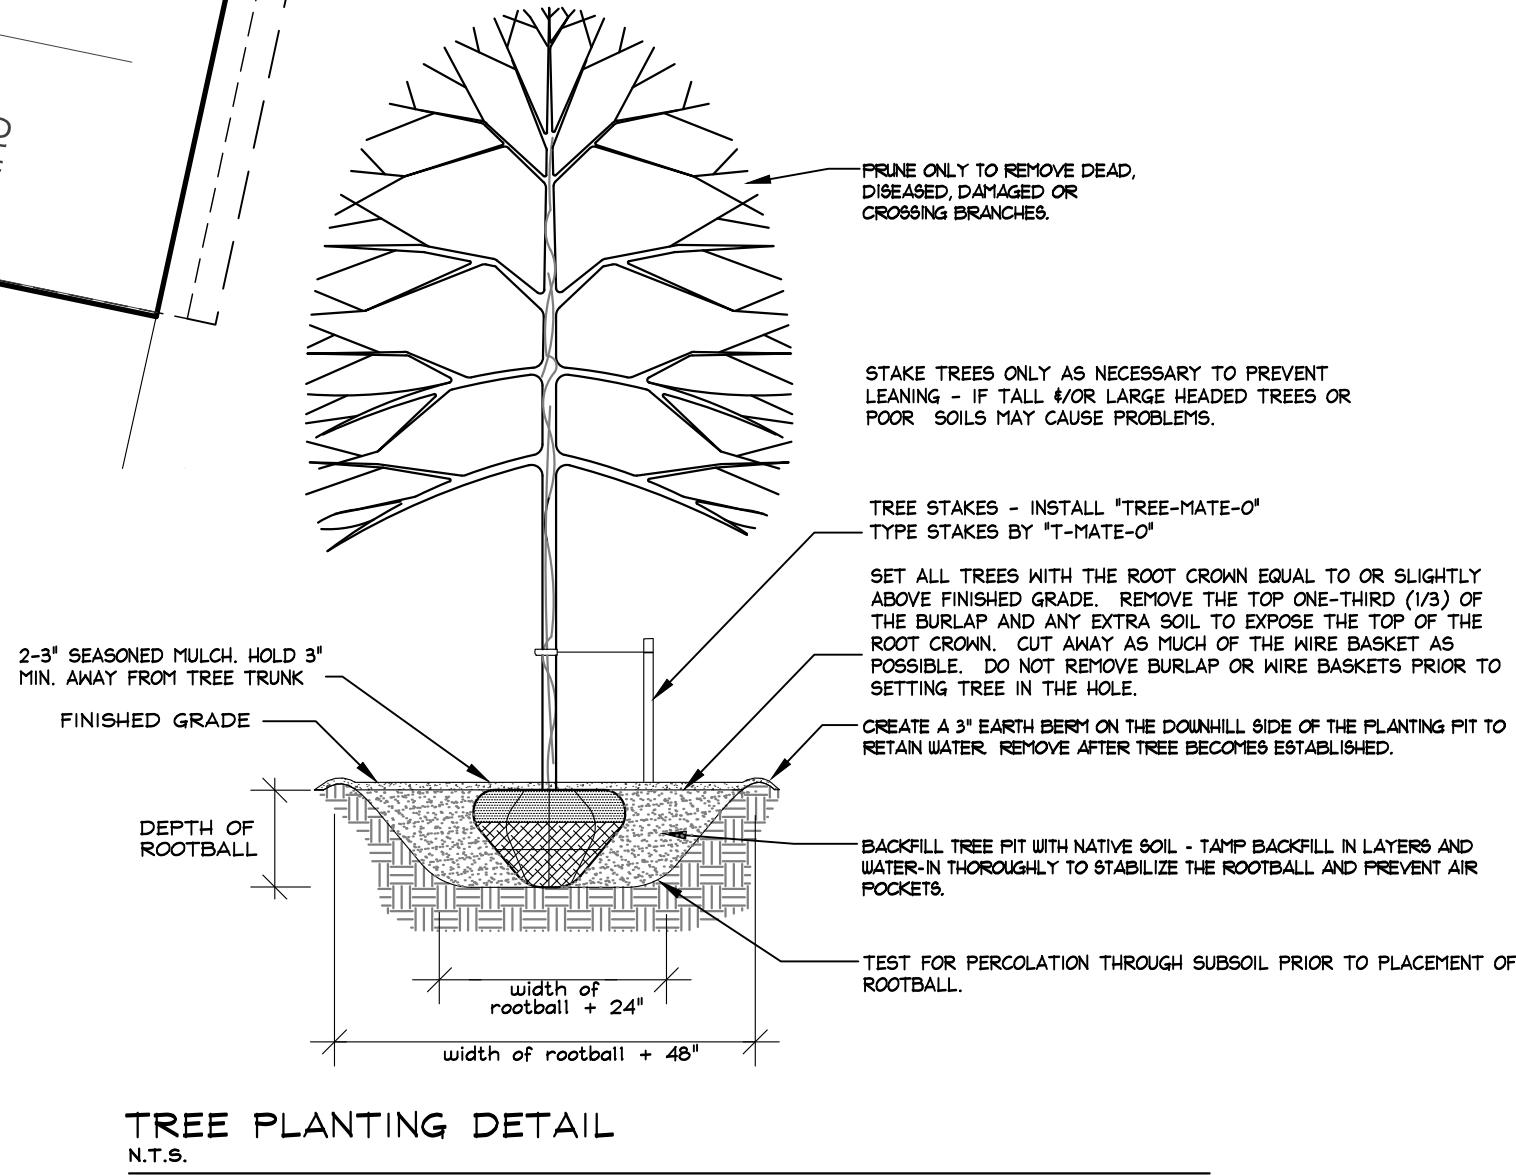 PRUNE ONLY TO REMOVE DEAD,
DISEASED, DAMAGED OR
CROSSING BRANCHES.
STAKE TREES ONLY AS NECESSARY TO PREVENT
LEANING - IF TALL &/OR LARGE HEADED TREES OR
POOR SOILS MAY CAUSE PROBLEMS.
TREE STAKES - INSTALL "TREE-MATE-O"
TYPE STAKES BY "T-MATE-O"
SET ALL TREES WITH THE ROOT CROWN EQUAL TO OR SLIGHTLY
ABOVE FINISHED GRADE. REMOVE THE TOP ONE-THIRD (1/3) OF
THE BURLAP AND ANY EXTRA SOIL TO EXPOSE THE TOP OF THE
ROOT CROWN. CUT AWAY AS MUCH OF THE WIRE BASKET AS
POSSIBLE. DO NOT REMOVE BURLAP OR WIRE BASKETS PRIOR TO
SETTING TREE IN THE HOLE.
2-3" SEASONED MULCH. HOLD 3"
MIN. AWAY FROM TREE TRUNK
FINISHED GRADE
CREATE A 3" EARTH BERM ON THE DOWNHILL SIDE OF THE PLANTING PIT TO
RETAIN WATER REMOVE AFTER TREE BECOMES ESTABLISHED.
DEPTH OF
ROOTBALL
BACKFILL TREE PIT WITH NATIVE SOIL - TAMP BACKFILL IN LAYERS AND
WATER-IN THOROUGHLY TO STABILIZE THE ROOTBALL AND PREVENT AIR
POCKETS.
TEST FOR PERCOLATION THROUGH SUBSOIL PRIOR TO PLACEMENT OF
ROOTBALL.
width of
rootball + 24"
width of rootball + 48"
TREE PLANTING DETAIL
N.T.S.